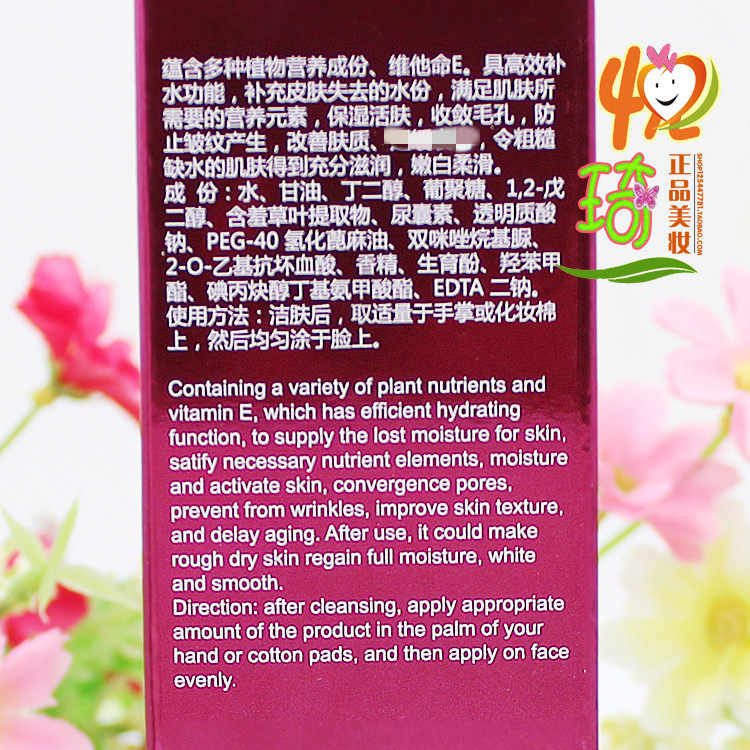 蕴含多种植物营养成份、维他命E。具高效补
水功能，补充皮肤失去的水份，满足肌肤所
需要的营养元素，保湿活肤，收敛毛孔，防
止皱纹产生，改善肤质、 ，令粗糙
缺水的肌肤得到充分滋润，嫩白柔滑。
成 份：水、甘油、丁二醇、葡聚糖、1,2-戊
二醇、含羞草叶提取物、尿囊素、透明质酸
钠、PEG-40 氢化蓖麻油、双咪唑烷基脲、
2-O-乙基抗坏血酸、香精、生育酚、羟苯甲
酯、碘丙炔醇丁基氨甲酸酯、EDTA 二钠。
使用方法：洁肤后，取适量于手掌或化妆棉
上，然后均匀涂于脸上。
Containing a variety of plant nutrients and
vitamin E, which has efficient hydrating
function, to supply the lost moisture for skin,
satify necessary nutrient elements, moisture
and activate skin, convergence pores,
prevent from wrinkles, improve skin texture,
and delay aging. After use, it could make
rough dry skin regain full moisture, white
and smooth.
Direction: after cleansing, apply appropriate
amount of the product in the palm of your
hand or cotton pads, and then apply on face
evenly.
悦
琦
正品美妆
SHOP125447781.TAOBAO.COM